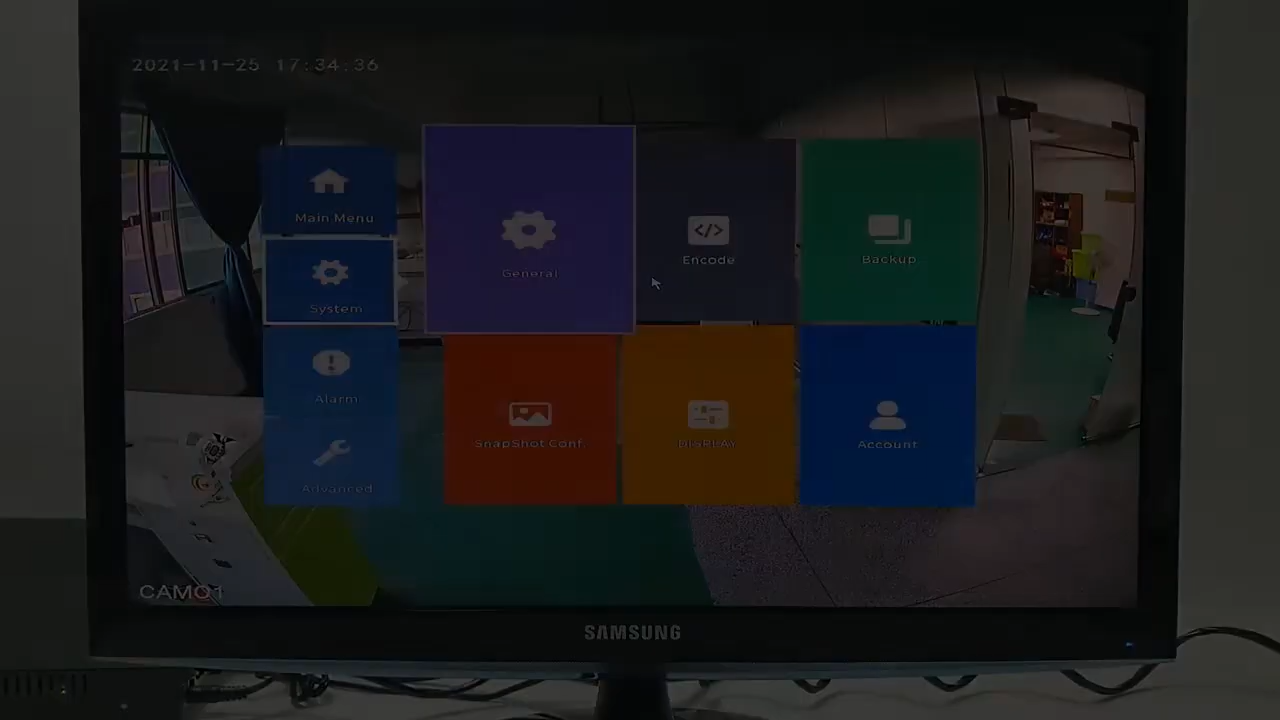 2021-11-25 17:34:36
Main Menu
System
Alarm
Advanced
General
Encode
</>
Backup
SnapShot Conf.
DISPLAY
Account
CAM01
SAMSUNG